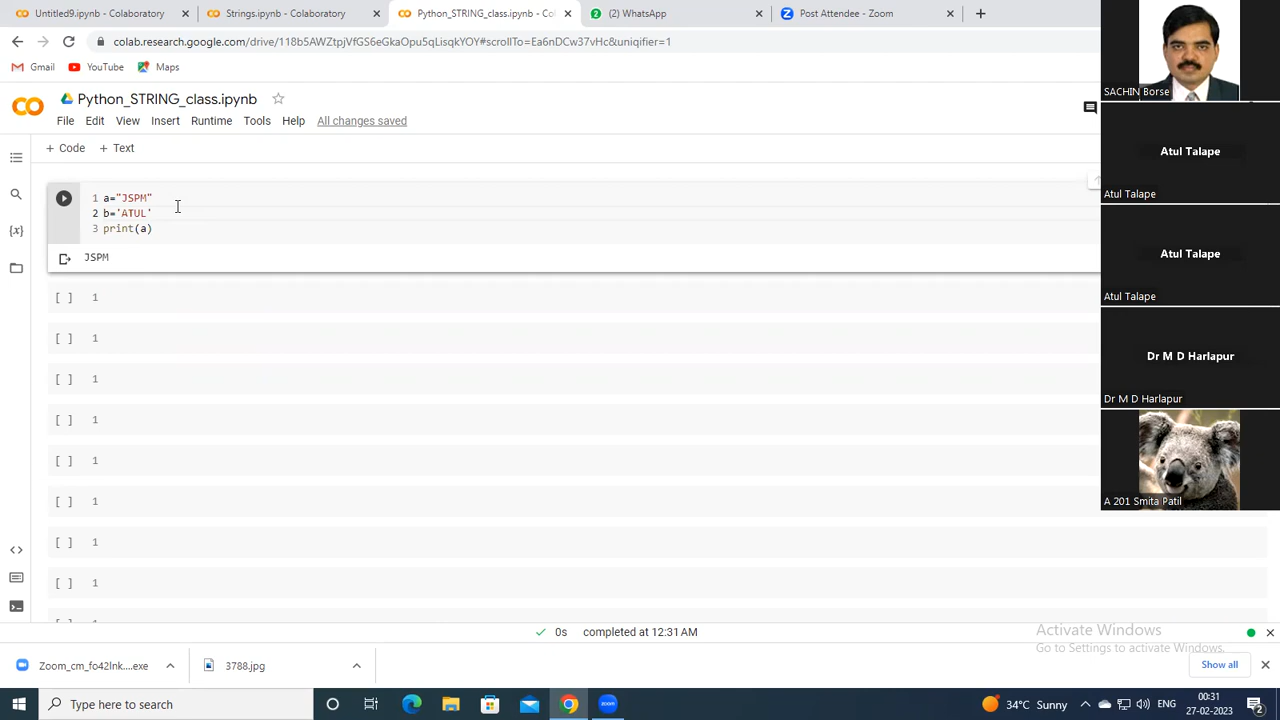 Untitled9.ipynb - Colaboratory
Strings.ipynb - Colaboratory
Python_STRING_class.ipynb - Col
(2) WhatsApp
Post Attendee - Zoom
colab.research.google.com/drive/118b5AWZtpjVfGS6eGkaOpu5qLisqkYOY#scrollTo=Ea6nDCw37vHc&uniqifier=1
Gmail
YouTube
Maps
Python_STRING_class.ipynb
File Edit View Insert Runtime Tools Help All changes saved
+ Code + Text
1 a="JSPM"
2 b='ATUL'
3 print(a)
JSPM
[ ] 1
[ ] 1
[ ] 1
[ ] 1
[ ] 1
[ ] 1
[ ] 1
[ ] 1
0s completed at 12:31 AM
SACHIN Borse
Atul Talape
Atul Talape
Atul Talape
Atul Talape
Dr M D Harlapur
Dr M D Harlapur
A 201 Smita Patil
Activate Windows
Go to Settings to activate Windows.
Zoom_cm_fo42lnk....exe
3788.jpg
Show all
Type here to search
zoom
34°C Sunny
ENG
00:31
27-02-2023
2